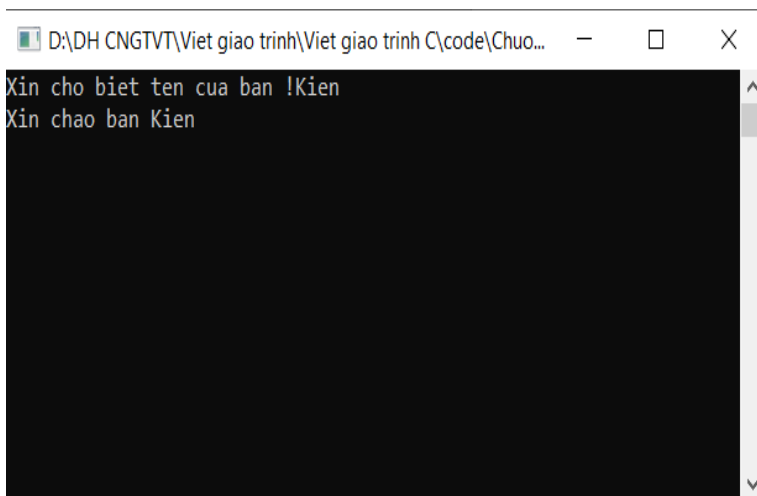 D:\DH CNGTVT\Viet giao trinh\Viet giao trinh C\code\Chuo...
Xin cho biet ten cua ban !Kien
Xin chao ban Kien